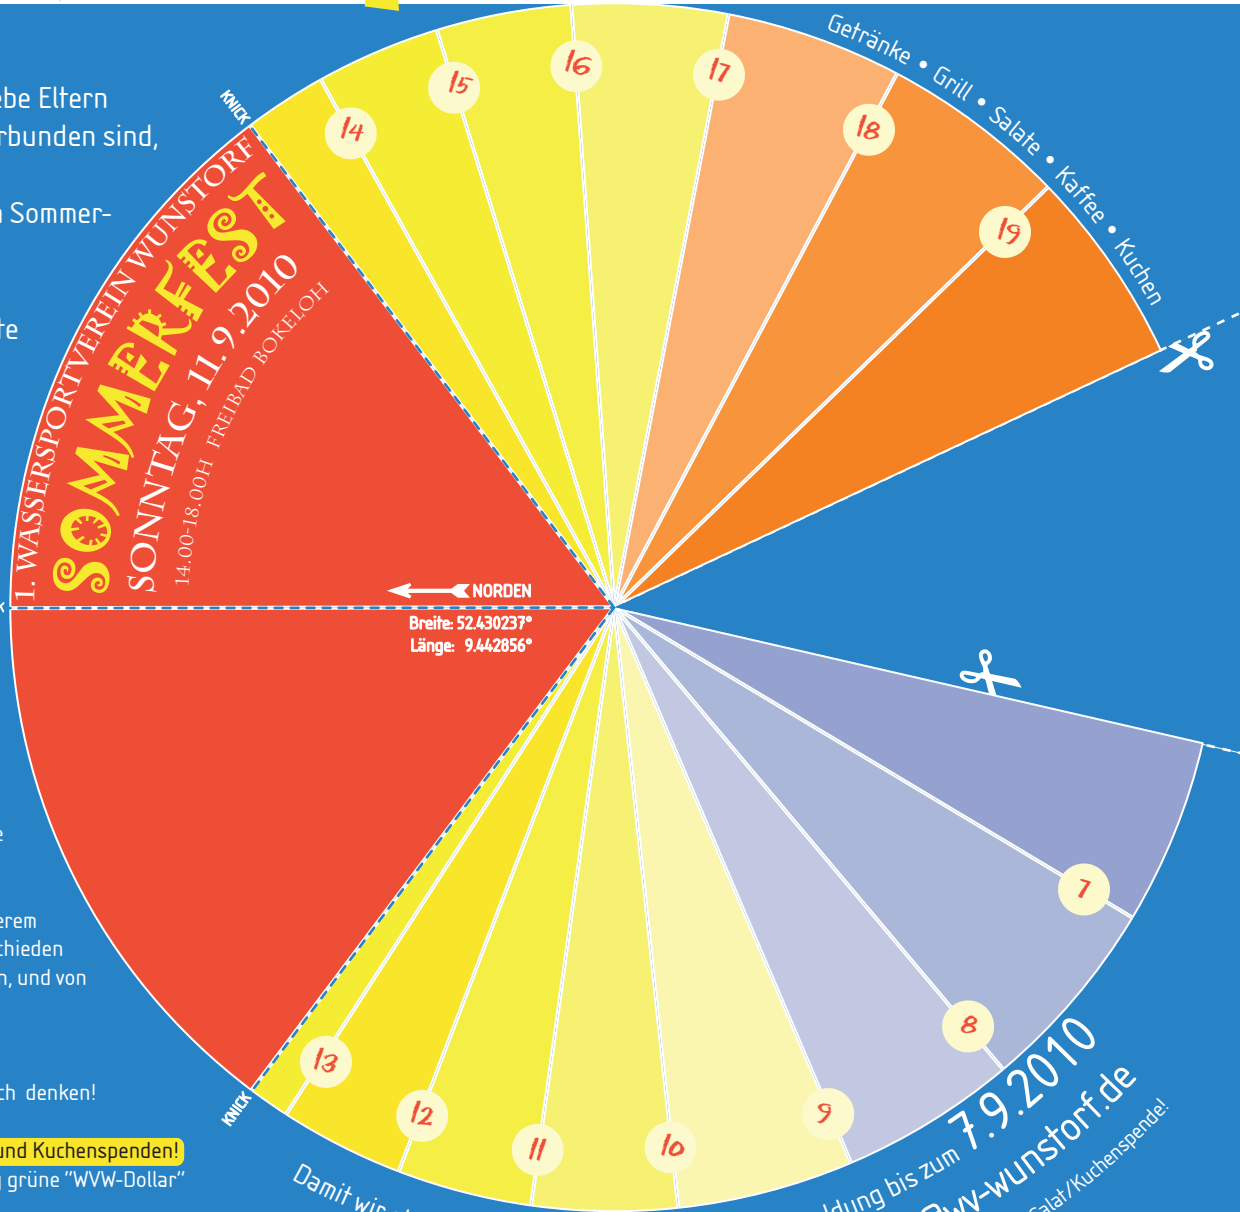 ebe Eltern
rbunden sind,
n Sommer-
te
e
erem
chieden
n, und von
ch denken!
und Kuchenspenden!
g grüne "WVW-Dollar"
KNICK
1. WASSERSPORTVEREIN WUNSTORF
SOMMERFEST
SONNTAG, 11.9.2010
14.00-18.00H FREIBAD BOKELOH
NORDEN
Breite: 52.430237°
Länge: 9.442856°
14
15
16
17
18
19
Getränke • Grill • Salate • Kaffee • Kuchen
7
8
9
10
11
12
13
KNICK
Damit wir
ldung bis zum 7.9.2010
wv-wunstorf.de
Salat/Kuchenspende!